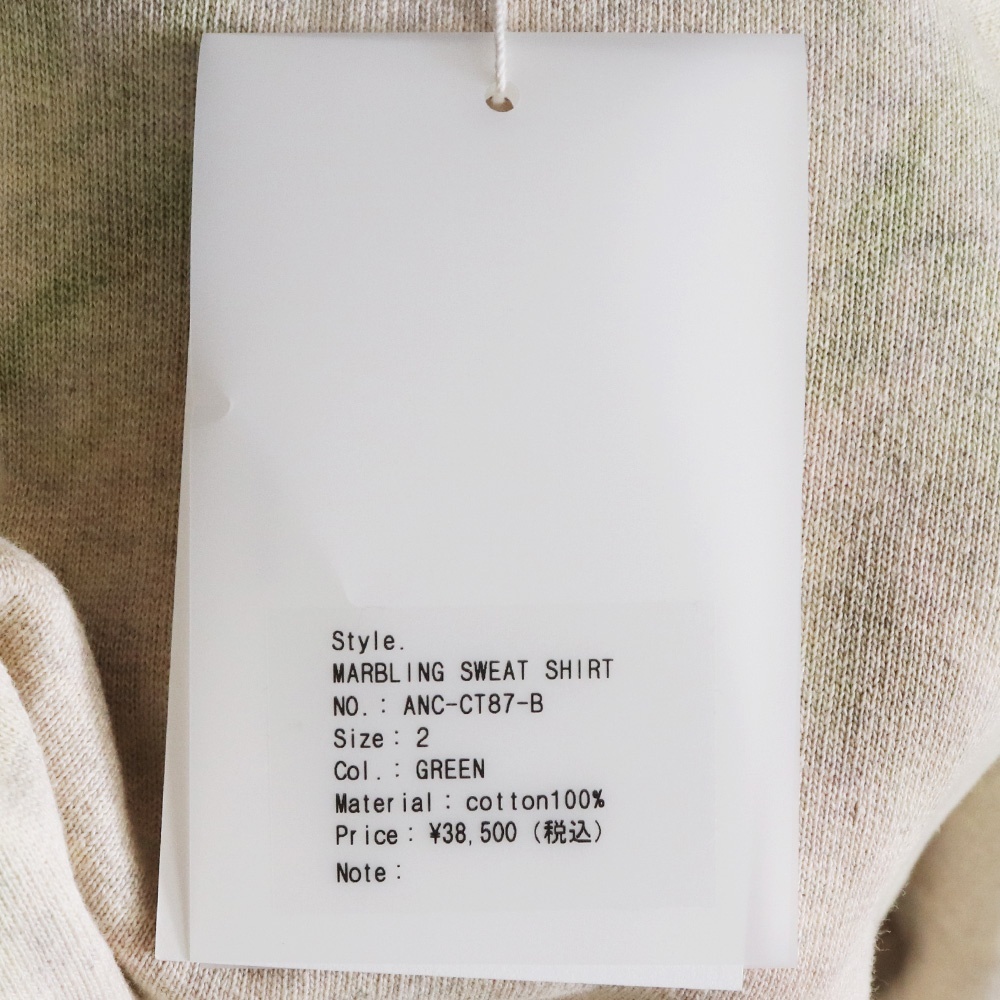 Style.
MARBLING SWEAT SHIRT
NO.: ANC-CT87-B
Size: 2
Col.: GREEN
Material: cotton100%
Price: ¥38,500 (税込)
Note: